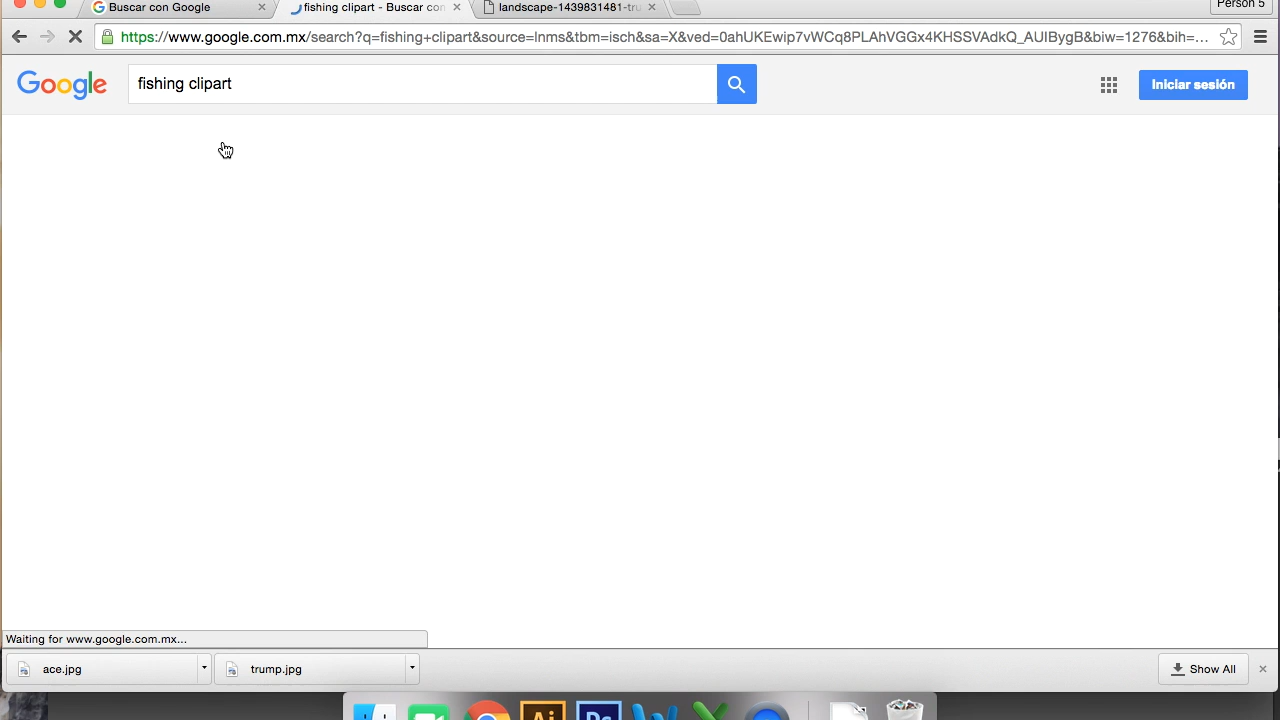 Buscar con Google
fishing clipart - Buscar con
landscape-1439831481-tru
Person 5
https://www.google.com.mx/search?q=fishing+clipart&source=lnms&tbm=isch&sa=X&ved=0ahUKEwip7vWCq8PLAhVGGx4KHSSVAdkQ_AUIBygB&biw=1276&bih=...
Google
fishing clipart
Iniciar sesión
Waiting for www.google.com.mx...
ace.jpg
trump.jpg
Show All
Ai
Ps